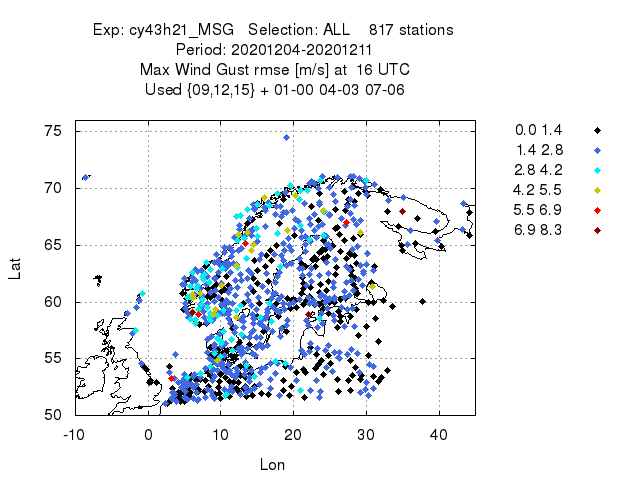 Exp: cy43h21_MSG Selection: ALL 817 stations
Period: 20201204-20201211
Max Wind Gust rmse [m/s] at 16 UTC
Used {09,12,15} + 01-00 04-03 07-06
75
70
65
60
55
50
Lat
-10 0 10 20 30 40
Lon
0.0 1.4
1.4 2.8
2.8 4.2
4.2 5.5
5.5 6.9
6.9 8.3